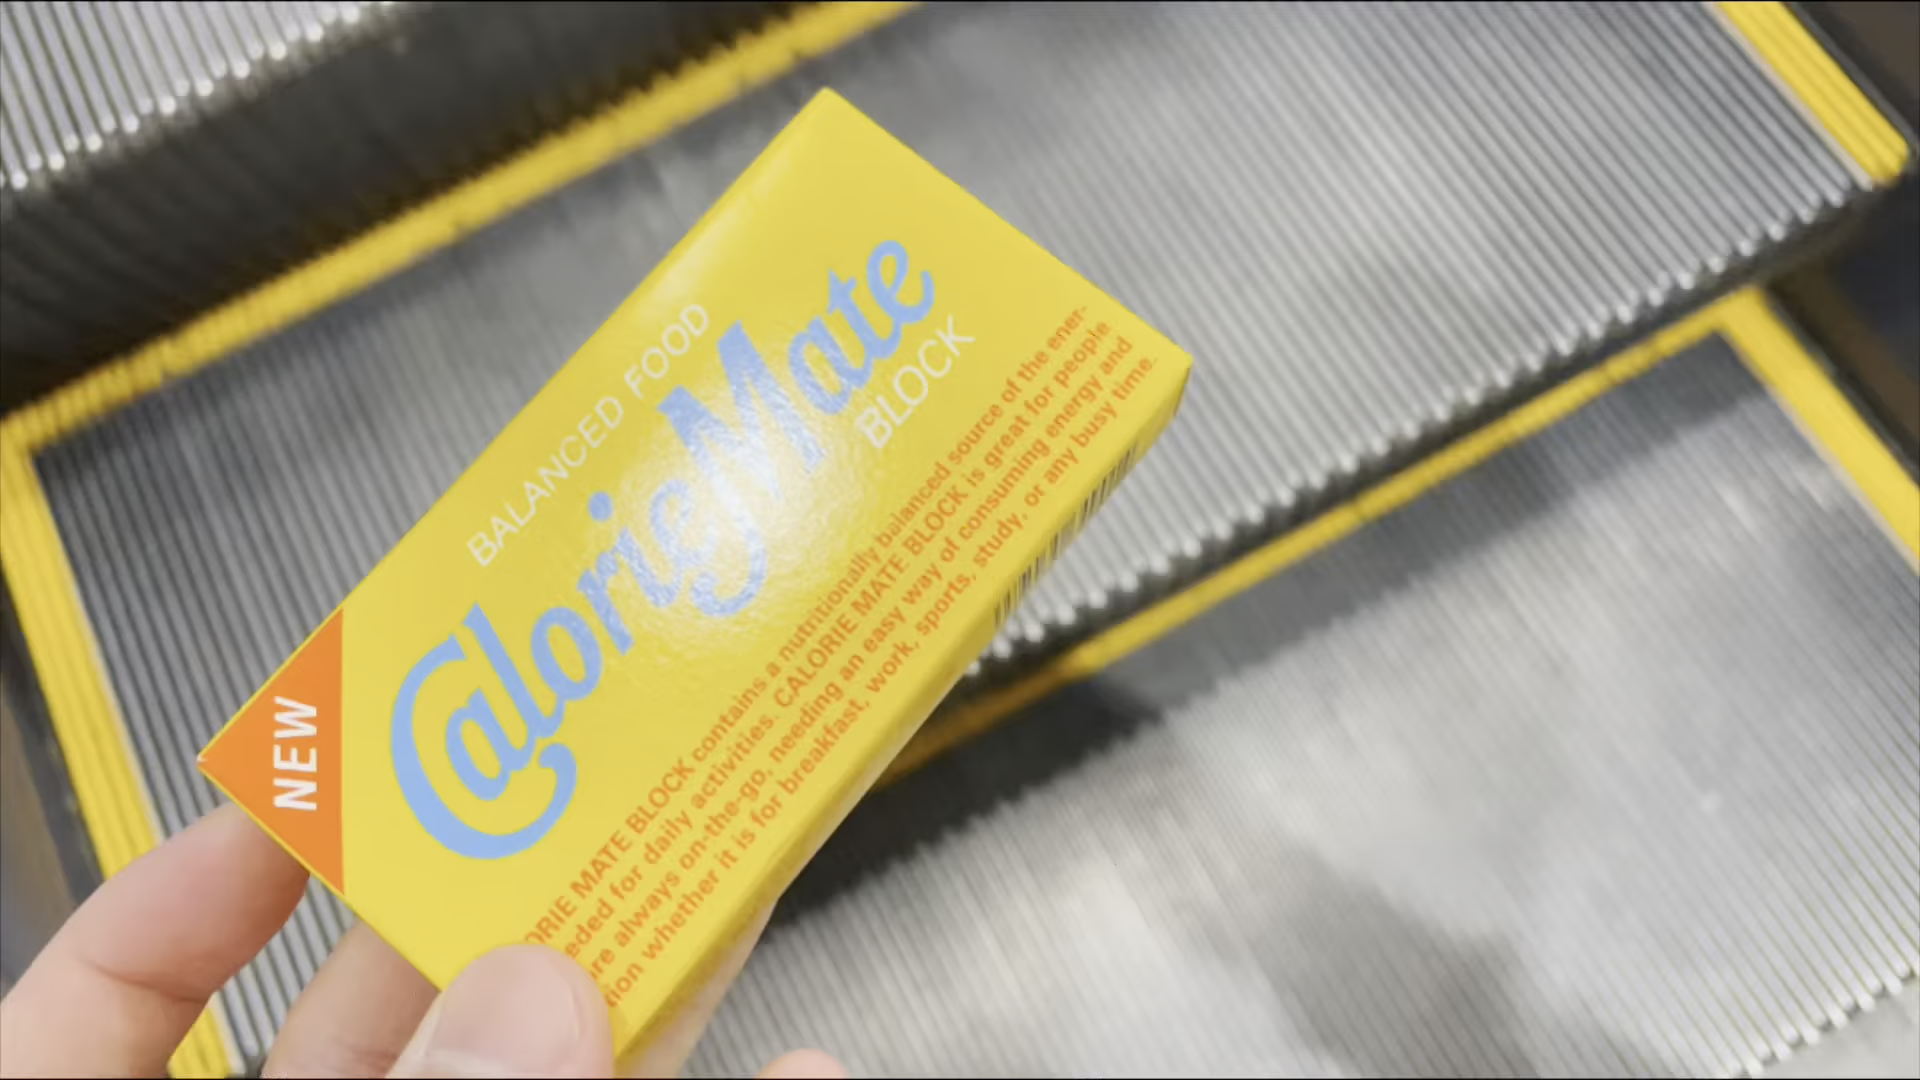 NEW
BALANCED FOOD
CalorieMate
BLOCK
ORIE MATE BLOCK contains a nutritionally balanced source of the ener-
eded for daily activities. CALORIE MATE BLOCK is great for people
are always on-the-go, needing an easy way of consuming energy and
tion whether it is for breakfast, work, sports, study, or any busy time.